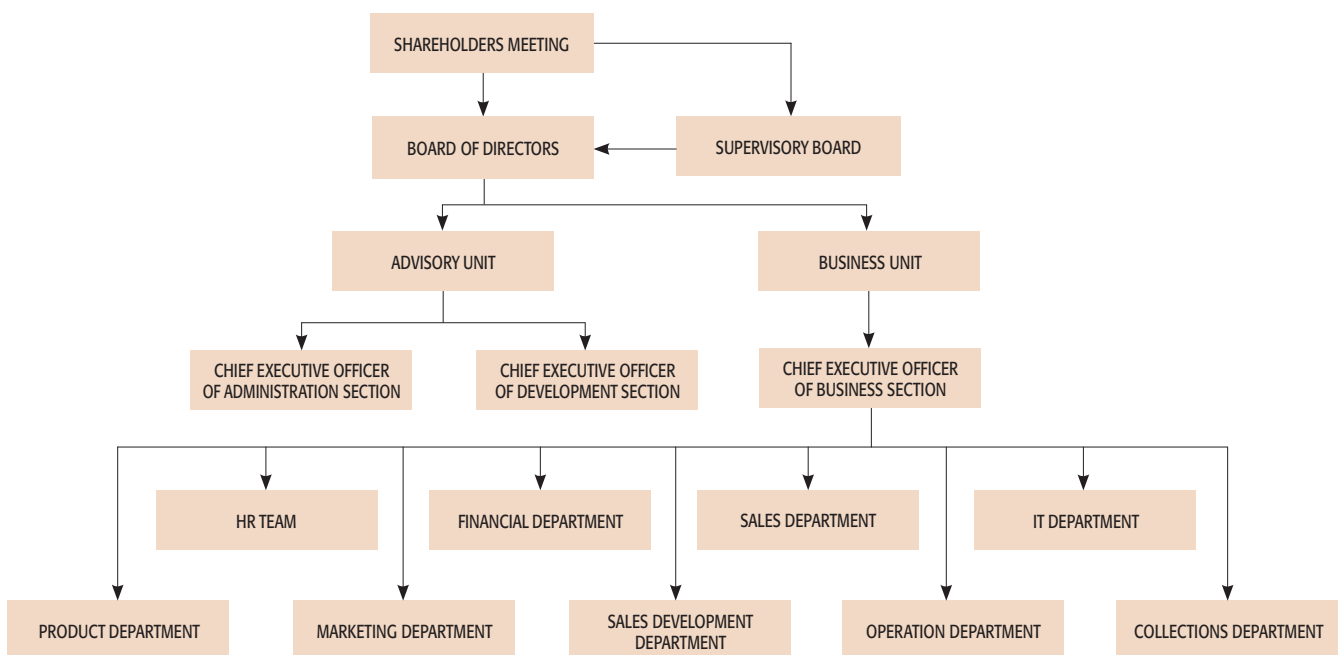 SHAREHOLDERS MEETING
BOARD OF DIRECTORS
SUPERVISORY BOARD
ADVISORY UNIT
BUSINESS UNIT
CHIEF EXECUTIVE OFFICER
OF ADMINISTRATION SECTION
CHIEF EXECUTIVE OFFICER
OF DEVELOPMENT SECTION
CHIEF EXECUTIVE OFFICER
OF BUSINESS SECTION
HR TEAM
FINANCIAL DEPARTMENT
SALES DEPARTMENT
IT DEPARTMENT
PRODUCT DEPARTMENT
MARKETING DEPARTMENT
SALES DEVELOPMENT
DEPARTMENT
OPERATION DEPARTMENT
COLLECTIONS DEPARTMENT